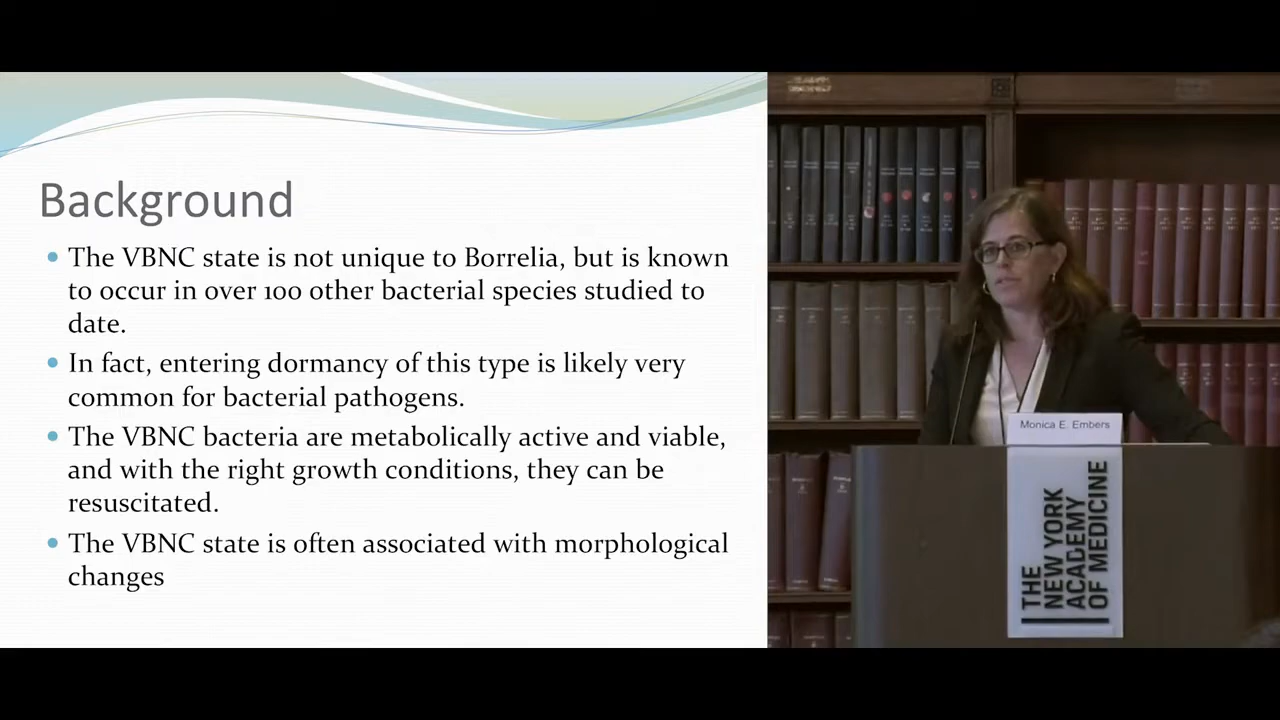 Background
The VBNC state is not unique to Borrelia, but is known
to occur in over 100 other bacterial species studied to
date.
In fact, entering dormancy of this type is likely very
common for bacterial pathogens.
The VBNC bacteria are metabolically active and viable,
and with the right growth conditions, they can be
resuscitated.
The VBNC state is often associated with morphological
changes
Monica E. Embers
THE
NEW YORK
ACADEMY
OF MEDICINE